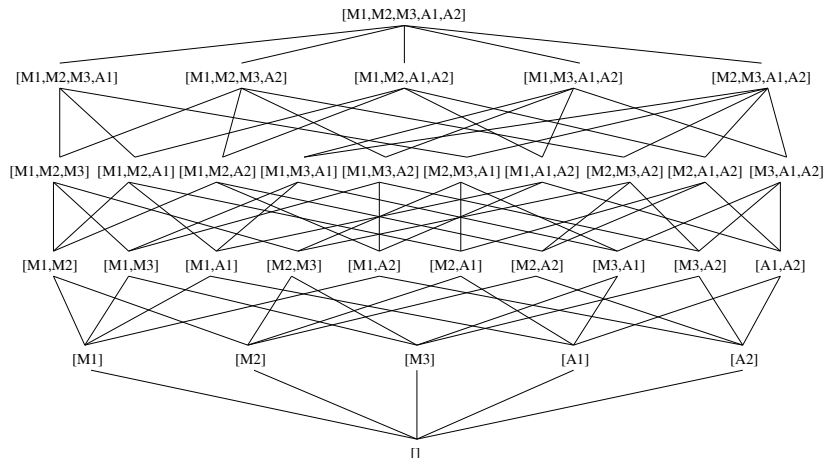 [M1,M2,M3,A1,A2]
[M1,M2,M3,A1] [M1,M2,M3,A2] [M1,M2,A1,A2] [M1,M3,A1,A2] [M2,M3,A1,A2]
[M1,M2,M3] [M1,M2,A1] [M1,M2,A2] [M1,M3,A1] [M1,M3,A2] [M2,M3,A1] [M1,A1,A2] [M2,M3,A2] [M2,A1,A2] [M3,A1,A2]
[M1,M2] [M1,M3] [M1,A1] [M2,M3] [M1,A2] [M2,A1] [M2,A2] [M3,A1] [M3,A2] [A1,A2]
[M1] [M2] [M3] [A1] [A2]
[]